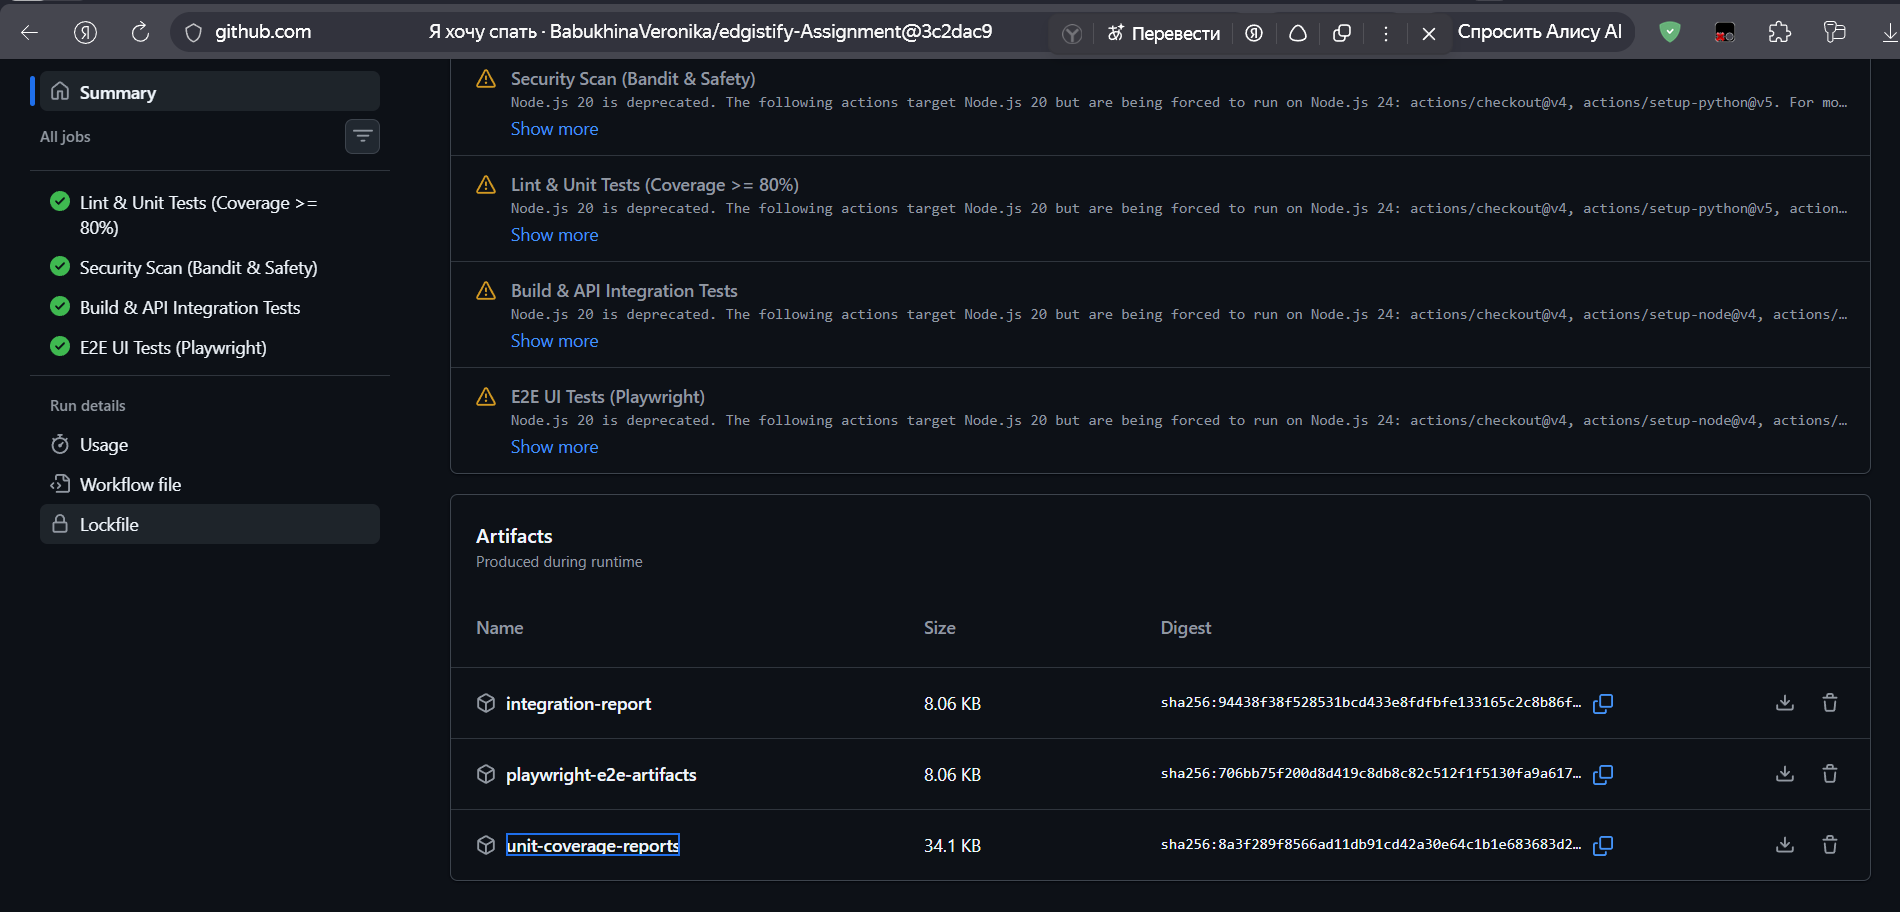 github.com
Я хочу спать · BabukhinaVeronika/edgistify-Assignment@3c2dac9
Перевести
Спросить Алису AI
Summary
All jobs
Lint & Unit Tests (Coverage >=
80%)
Security Scan (Bandit & Safety)
Build & API Integration Tests
E2E UI Tests (Playwright)
Run details
Usage
Workflow file
Lockfile
Security Scan (Bandit & Safety)
Node.js 20 is deprecated. The following actions target Node.js 20 but are being forced to run on Node.js 24: actions/checkout@v4, actions/setup-python@v5. For mo…
Show more
Lint & Unit Tests (Coverage >= 80%)
Node.js 20 is deprecated. The following actions target Node.js 20 but are being forced to run on Node.js 24: actions/checkout@v4, actions/setup-python@v5, action…
Show more
Build & API Integration Tests
Node.js 20 is deprecated. The following actions target Node.js 20 but are being forced to run on Node.js 24: actions/checkout@v4, actions/setup-node@v4, actions/…
Show more
E2E UI Tests (Playwright)
Node.js 20 is deprecated. The following actions target Node.js 20 but are being forced to run on Node.js 24: actions/checkout@v4, actions/setup-node@v4, actions/…
Show more
Artifacts
Produced during runtime
Name Size Digest
integration-report 8.06 KB sha256:94438f38f528531bcd433e8fdfbfe133165c2c8b86f…
playwright-e2e-artifacts 8.06 KB sha256:706bb75f200d8d419c8db8c82c512f1f5130fa9a617…
unit-coverage-reports 34.1 KB sha256:8a3f289f8566ad11db91cd42a30e64c1b1e683683d2…